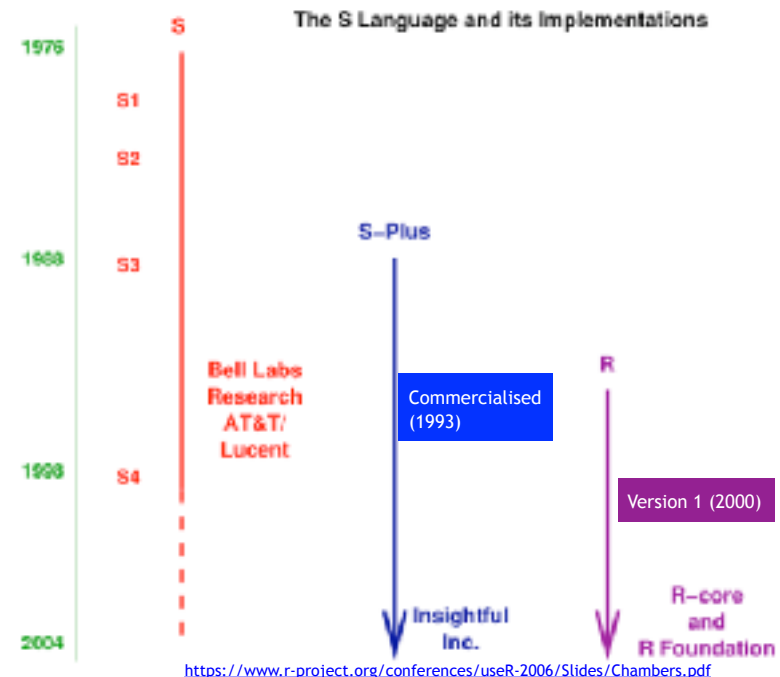 The S Language and its Implementations
S
1976
S1
S2
S-Plus
1988
S3
Bell Labs
Research
AT&T/
Lucent
R
Commercialised
(1993)
1998
S4
Version 1 (2000)
Insightful
Inc.
R-core
and
R Foundation
2004
https://www.r-project.org/conferences/useR-2006/Slides/Chambers.pdf